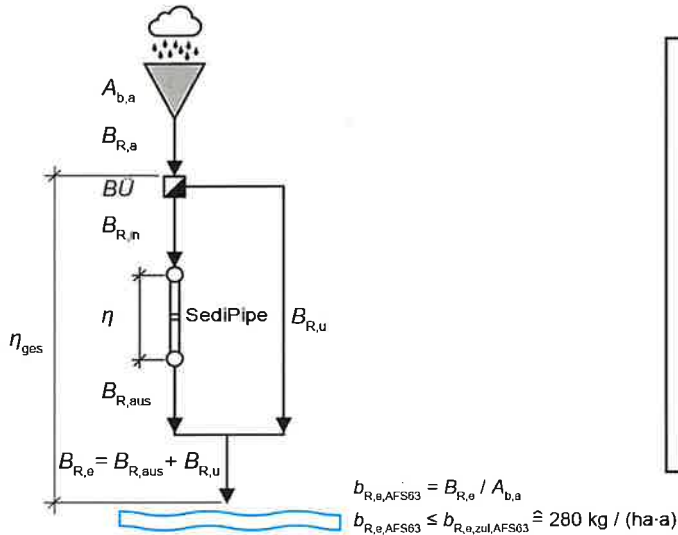 A_b,a
B_R,a
BÜ
B_R,in
η
SediPipe
B_R,u
η_ges
B_R,aus
B_R,e = B_R,aus + B_R,u
b_R,e,AFS63 = B_R,e / A_b,a
b_R,e,AFS63 ≤ b_R,e,zul,AFS63 ≙ 280 kg / (ha·a)